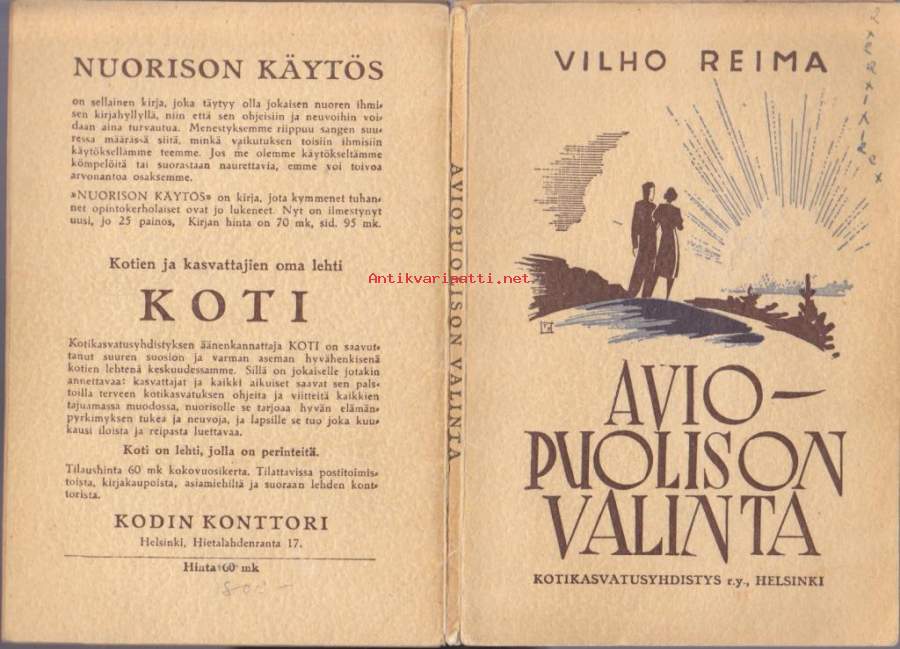 NUORISON KÄYTÖS
on sellainen kirja, joka täytyy olla jokaisen nuoren ihmi-
sen kirjahyllyllä, niin että sen ohjeisiin ja neuvoihin voi-
daan aina turvautua. Menestyksemme riippuu sangen suu-
ressa määrässä siitä, minkä vaikutuksen toisiin ihmisiin
käytöksellämme teemme. Jos me olemme käytökseltämme
kömpelöitä tai suorastaan naurettavia, emme voi toivoa
arvonantoa osaksemme.
»NUORISON KÄYTÖS» on kirja, jota kymmenet tuhan-
net opintokerholaiset ovat jo lukeneet. Nyt on ilmestynyt
uusi, jo 25 painos, Kirjan hinta on 70 mk, sid. 95 mk.
Kotien ja kasvattajien oma lehti
KOTI
Kotikasvatusyhdistyksen äänenkannattaja KOTI on saavut-
tanut suuren suosion ja varman aseman hyvähenkisenä
kotien lehtenä keskuudessamme. Sillä on jokaiselle jotakin
annettavaa: kasvattajat ja kaikki aikuiset saavat sen pals-
toilla terveen kotikasvatuksen ohjeita ja viitteitä kaikkien
tajuamassa muodossa, nuorisolle se tarjoaa hyvän elämän-
pyrkimyksen tukea ja neuvoja, ja lapsille se tuo joka kuu-
kausi iloista ja reipasta luettavaa.
Koti on lehti, jolla on perinteitä.
Tilaushinta 60 mk kokovuosikerta. Tilattavissa postitoimis-
toista, kirjakaupoista, asiamiehiltä ja suoraan lehden kont-
torista.
KODIN KONTTORI
Helsinki, Hietalahdenranta 17.
Hinta 60 mk
AVIOPUOLISON VALINTA
Antikvariaatti.net
VILHO REIMA
AVIO-
PUOLISON
VALINTA
KOTIKASVATUSYHDISTYS r.y., HELSINKI